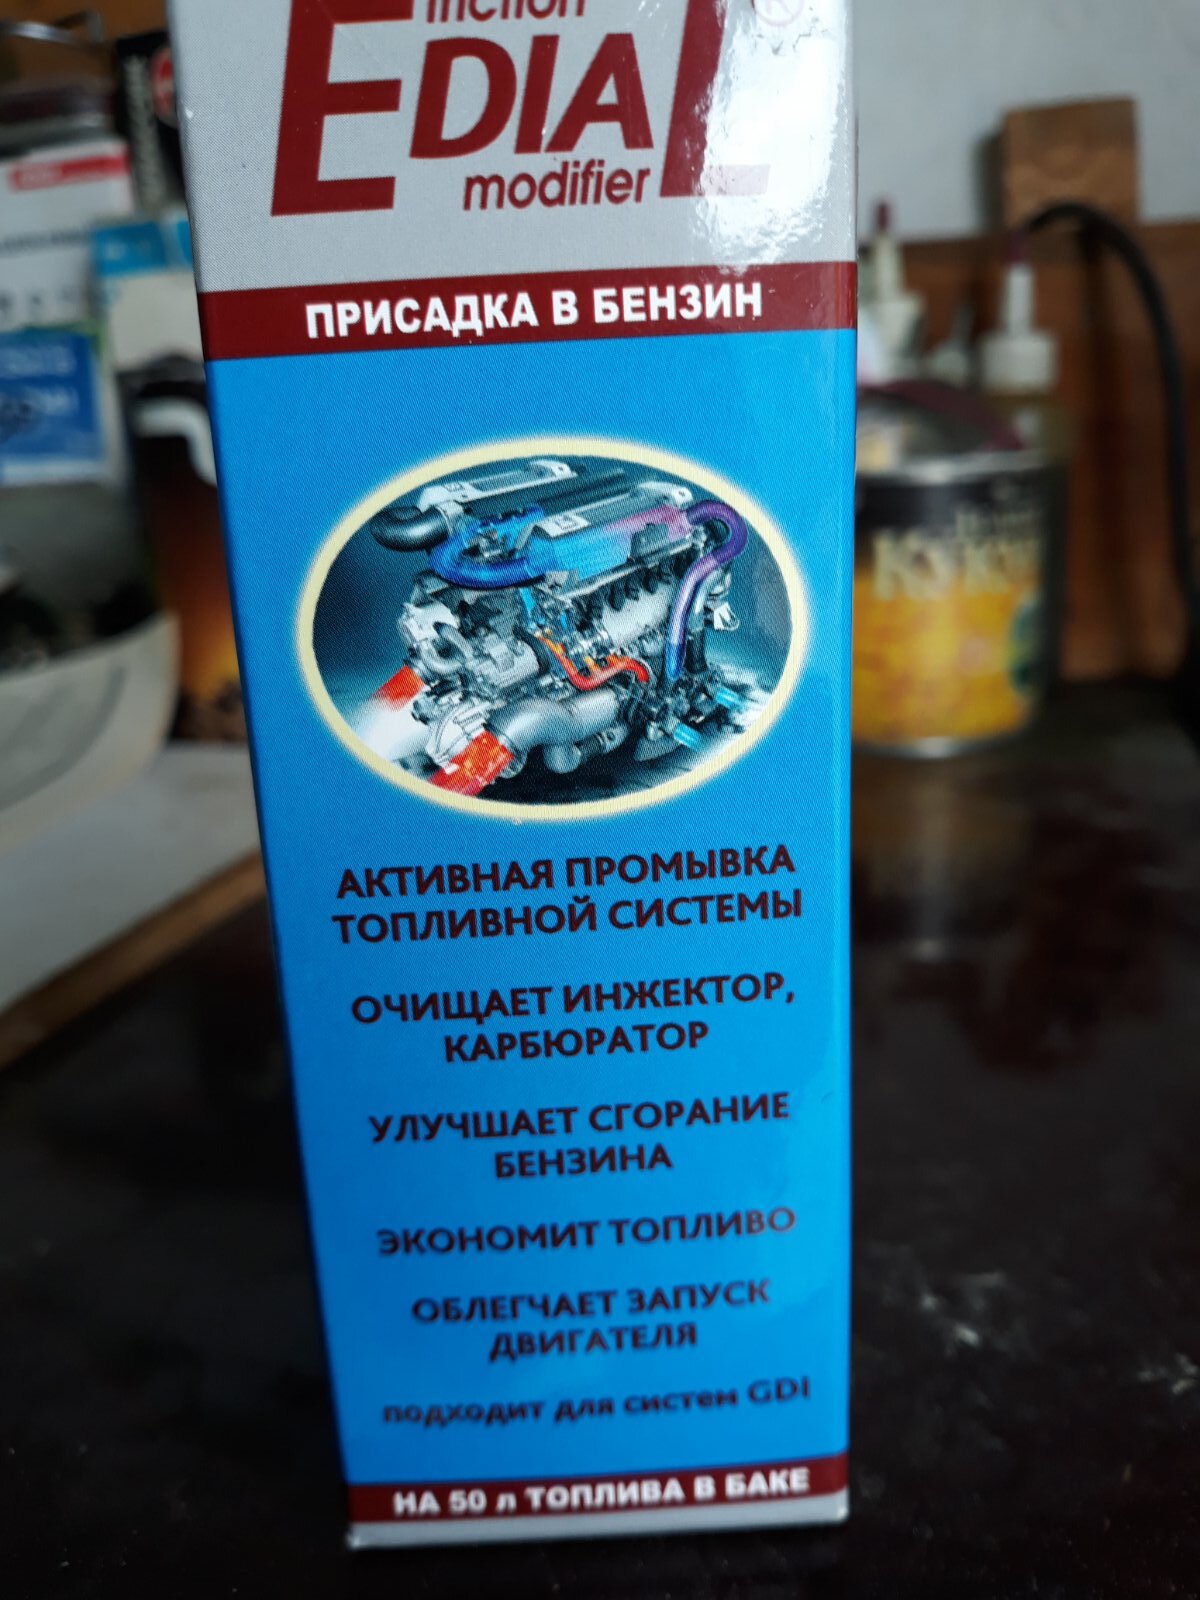 friction
EDIAL
modifier
ПРИСАДКА В БЕНЗИН
АКТИВНАЯ ПРОМЫВКА
ТОПЛИВНОЙ СИСТЕМЫ
ОЧИЩАЕТ ИНЖЕКТОР,
КАРБЮРАТОР
УЛУЧШАЕТ СГОРАНИЕ
БЕНЗИНА
ЭКОНОМИТ ТОПЛИВО
ОБЛЕГЧАЕТ ЗАПУСК
ДВИГАТЕЛЯ
подходит для систем GDI
НА 50 л ТОПЛИВА В БАКЕ